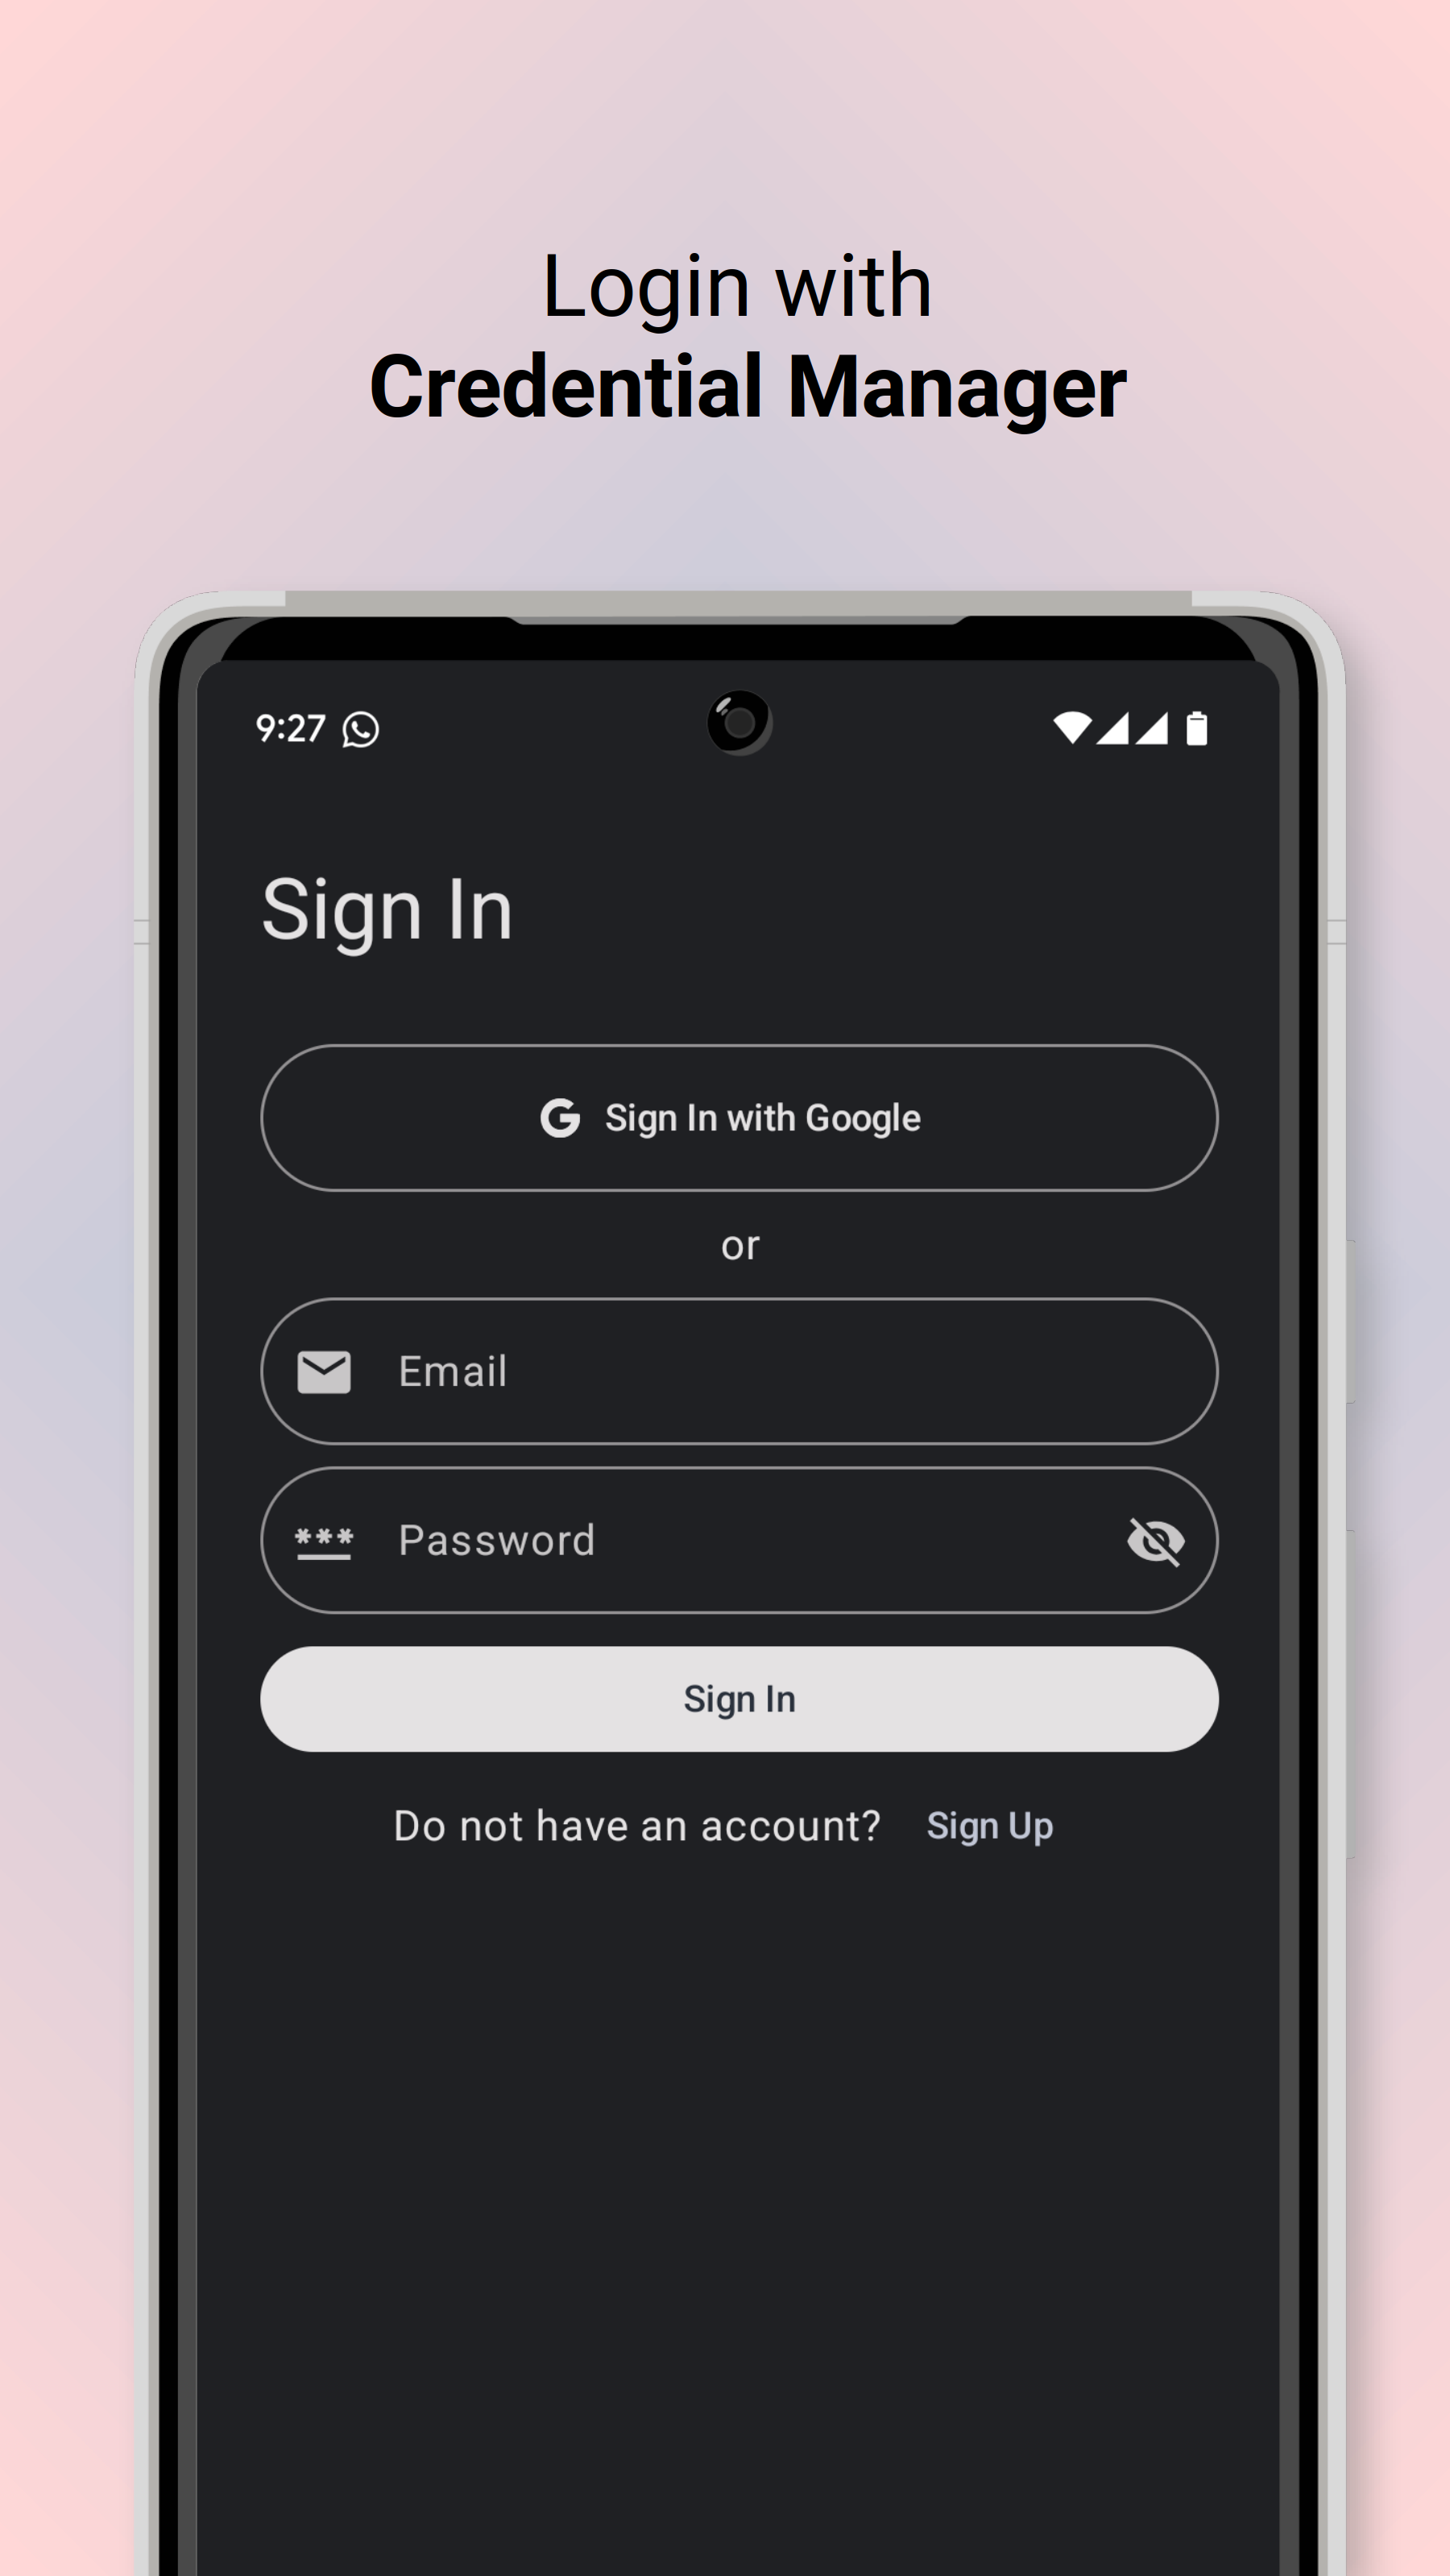 Login with
Credential Manager
9:27
Sign In
Sign In with Google
or
Email
*** Password
Sign In
Do not have an account? Sign Up